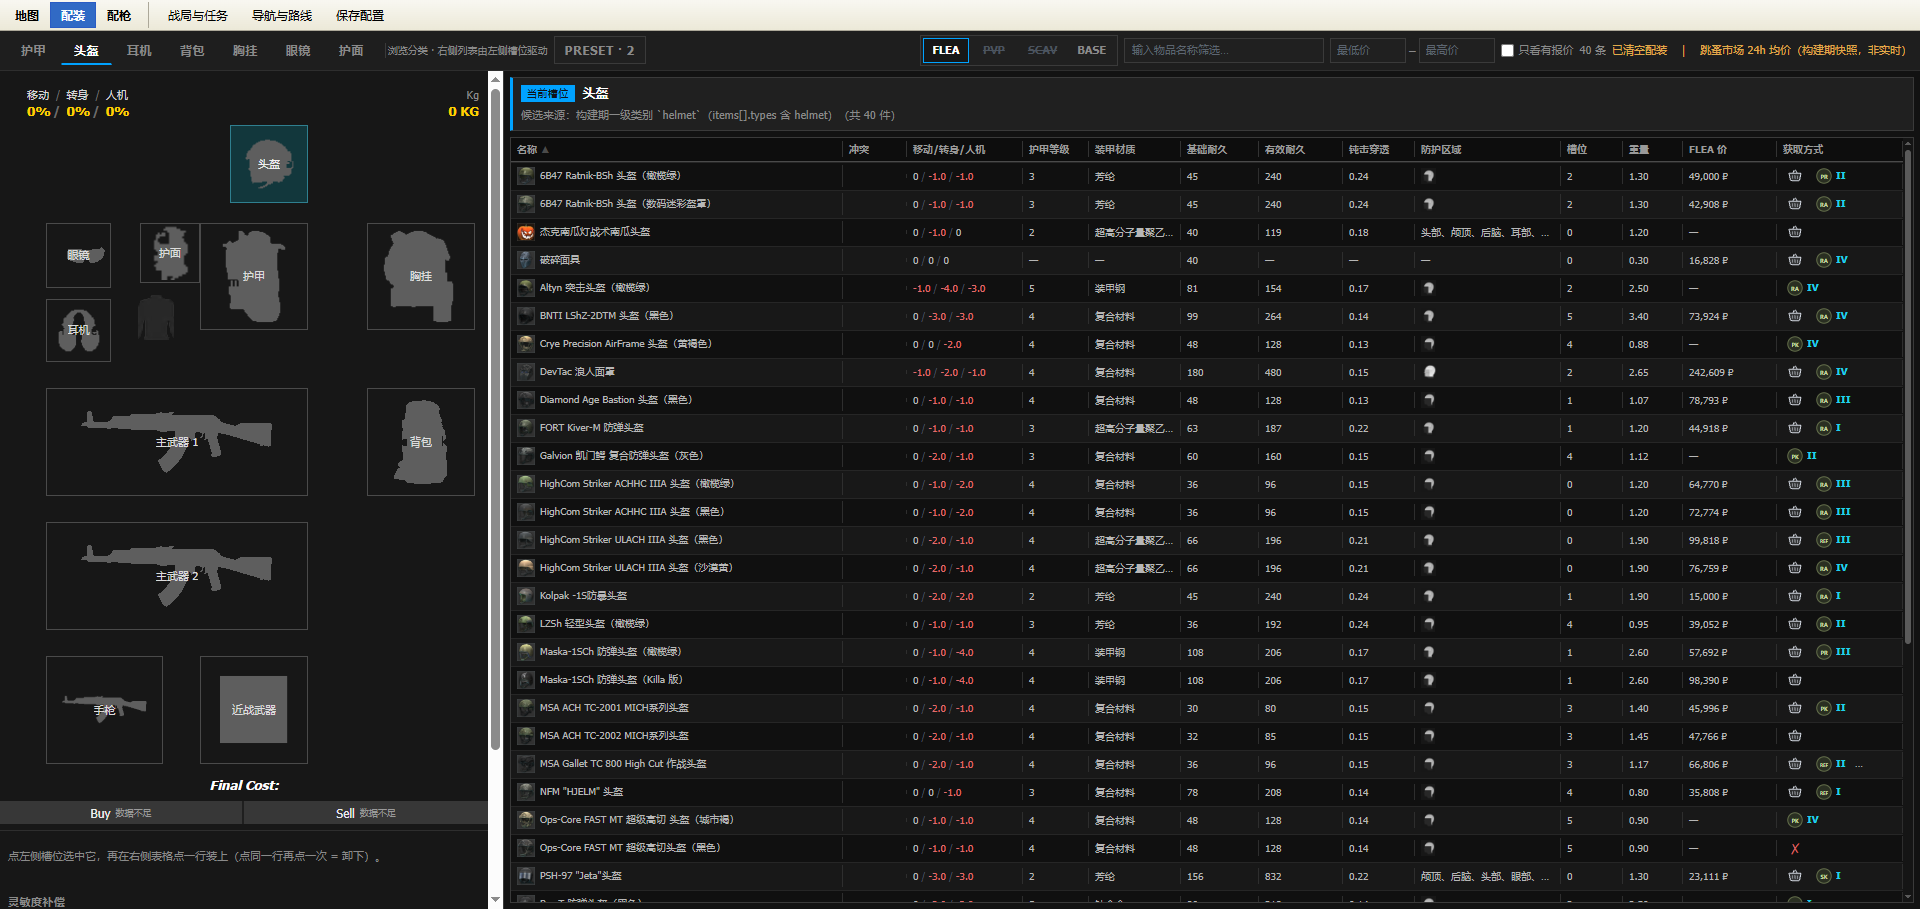 地图 配装 配枪 战局与任务 导航与路线 保存配置
护甲 头盔 耳机 背包 胸挂 眼镜 护面 浏览分类 · 右侧列表由左侧槽位驱动 PRESET · 2 FLEA PVP SCAV BASE 输入物品名称筛选... 最低价 — 最高价 只看有报价 40 条 已清空配装 | 跳蚤市场 24h 均价（构建期快照，非实时）
移动 / 转身 / 人机 Kg
0% / 0% / 0% 0 KG
头盔
眼镜
护面
护甲
胸挂
耳机
主武器 1
背包
主武器 2
手枪
近战武器
Final Cost:
Buy 数据不足 Sell 数据不足
点左侧槽位选中它，再在右侧表格点一行装上（点同一行再点一次 = 卸下）。
灵敏度补偿
当前槽位 头盔
候选来源：构建期一级类别 `helmet`（items[].types 含 helmet） （共 40 件）
名称 ▲ 冲突 移动/转身/人机 护甲等级 装甲材质 基础耐久 有效耐久 钝击穿透 防护区域 槽位 重量 FLEA 价 获取方式
6B47 Ratnik-BSh 头盔（橄榄绿） 0 / -1.0 / -1.0 3 芳纶 45 240 0.24 2 1.30 49,000 ₽ PR II
6B47 Ratnik-BSh 头盔（数码迷彩盔罩） 0 / -1.0 / -1.0 3 芳纶 45 240 0.24 2 1.30 42,908 ₽ RA II
杰克南瓜灯战术南瓜头盔 0 / -1.0 / 0 2 超高分子量聚乙... 40 119 0.18 头部、颅顶、后脑、耳部、... 0 1.20 —
破碎面具 0 / 0 / 0 — — 40 — — — 0 0.30 16,828 ₽ RA IV
Altyn 突击头盔（橄榄绿） -1.0 / -4.0 / -3.0 5 装甲钢 81 154 0.17 2 2.50 — RA IV
BNTI LShZ-2DTM 头盔（黑色） 0 / -3.0 / -3.0 4 复合材料 99 264 0.14 5 3.40 73,924 ₽ RA IV
Crye Precision AirFrame 头盔（黄褐色） 0 / 0 / -2.0 4 复合材料 48 128 0.13 4 0.88 — PK IV
DevTac 浪人面罩 -1.0 / -2.0 / -1.0 4 复合材料 180 480 0.15 2 2.65 242,609 ₽ RA IV
Diamond Age Bastion 头盔（黑色） 0 / -1.0 / -1.0 4 复合材料 48 128 0.13 1 1.07 78,793 ₽ RA III
FORT Kiver-M 防弹头盔 0 / -1.0 / -1.0 3 超高分子量聚乙... 63 187 0.22 1 1.20 44,918 ₽ RA I
Galvion 凯门鳄 复合防弹头盔（灰色） 0 / -2.0 / -1.0 3 复合材料 60 160 0.15 4 1.12 — PK II
HighCom Striker ACHHC IIIA 头盔（橄榄绿） 0 / -1.0 / -2.0 4 复合材料 36 96 0.15 0 1.20 64,770 ₽ RA III
HighCom Striker ACHHC IIIA 头盔（黑色） 0 / -1.0 / -2.0 4 复合材料 36 96 0.15 0 1.20 72,774 ₽ RA III
HighCom Striker ULACH IIIA 头盔（黑色） 0 / -2.0 / -1.0 4 超高分子量聚乙... 66 196 0.21 0 1.90 99,818 ₽ REF III
HighCom Striker ULACH IIIA 头盔（沙漠黄） 0 / -2.0 / -1.0 4 超高分子量聚乙... 66 196 0.21 0 1.90 76,759 ₽ RA IV
Kolpak -1S防暴头盔 0 / -2.0 / -2.0 2 芳纶 45 240 0.24 1 1.90 15,000 ₽ RA I
LZSh 轻型头盔（橄榄绿） 0 / -1.0 / -1.0 3 芳纶 36 192 0.24 4 0.95 39,052 ₽ RA II
Maska-1SCh 防弹头盔（橄榄绿） 0 / -1.0 / -4.0 4 装甲钢 108 206 0.17 1 2.60 57,692 ₽ PR III
Maska-1SCh 防弹头盔（Killa 版） 0 / -1.0 / -4.0 4 装甲钢 108 206 0.17 1 2.60 98,390 ₽
MSA ACH TC-2001 MICH系列头盔 0 / -2.0 / -1.0 4 复合材料 30 80 0.15 3 1.40 45,996 ₽ PK II
MSA ACH TC-2002 MICH系列头盔 0 / -2.0 / -1.0 4 复合材料 32 85 0.15 3 1.45 47,766 ₽
MSA Gallet TC 800 High Cut 作战头盔 0 / -2.0 / -1.0 4 复合材料 36 96 0.15 3 1.17 66,806 ₽ REF II ...
NFM "HJELM" 头盔 0 / 0 / -1.0 3 复合材料 78 208 0.14 4 0.80 35,808 ₽ REF I
Ops-Core FAST MT 超级高切 头盔（城市褐） 0 / -1.0 / -1.0 4 复合材料 48 128 0.14 5 0.90 — PK IV
Ops-Core FAST MT 超级高切头盔（黑色） 0 / -1.0 / -1.0 4 复合材料 48 128 0.14 5 0.90 — ✗
PSH-97 "Jeta"头盔 0 / -3.0 / -3.0 2 芳纶 156 832 0.22 颅顶、后脑、头部、眼部、... 0 1.30 23,111 ₽ SK I